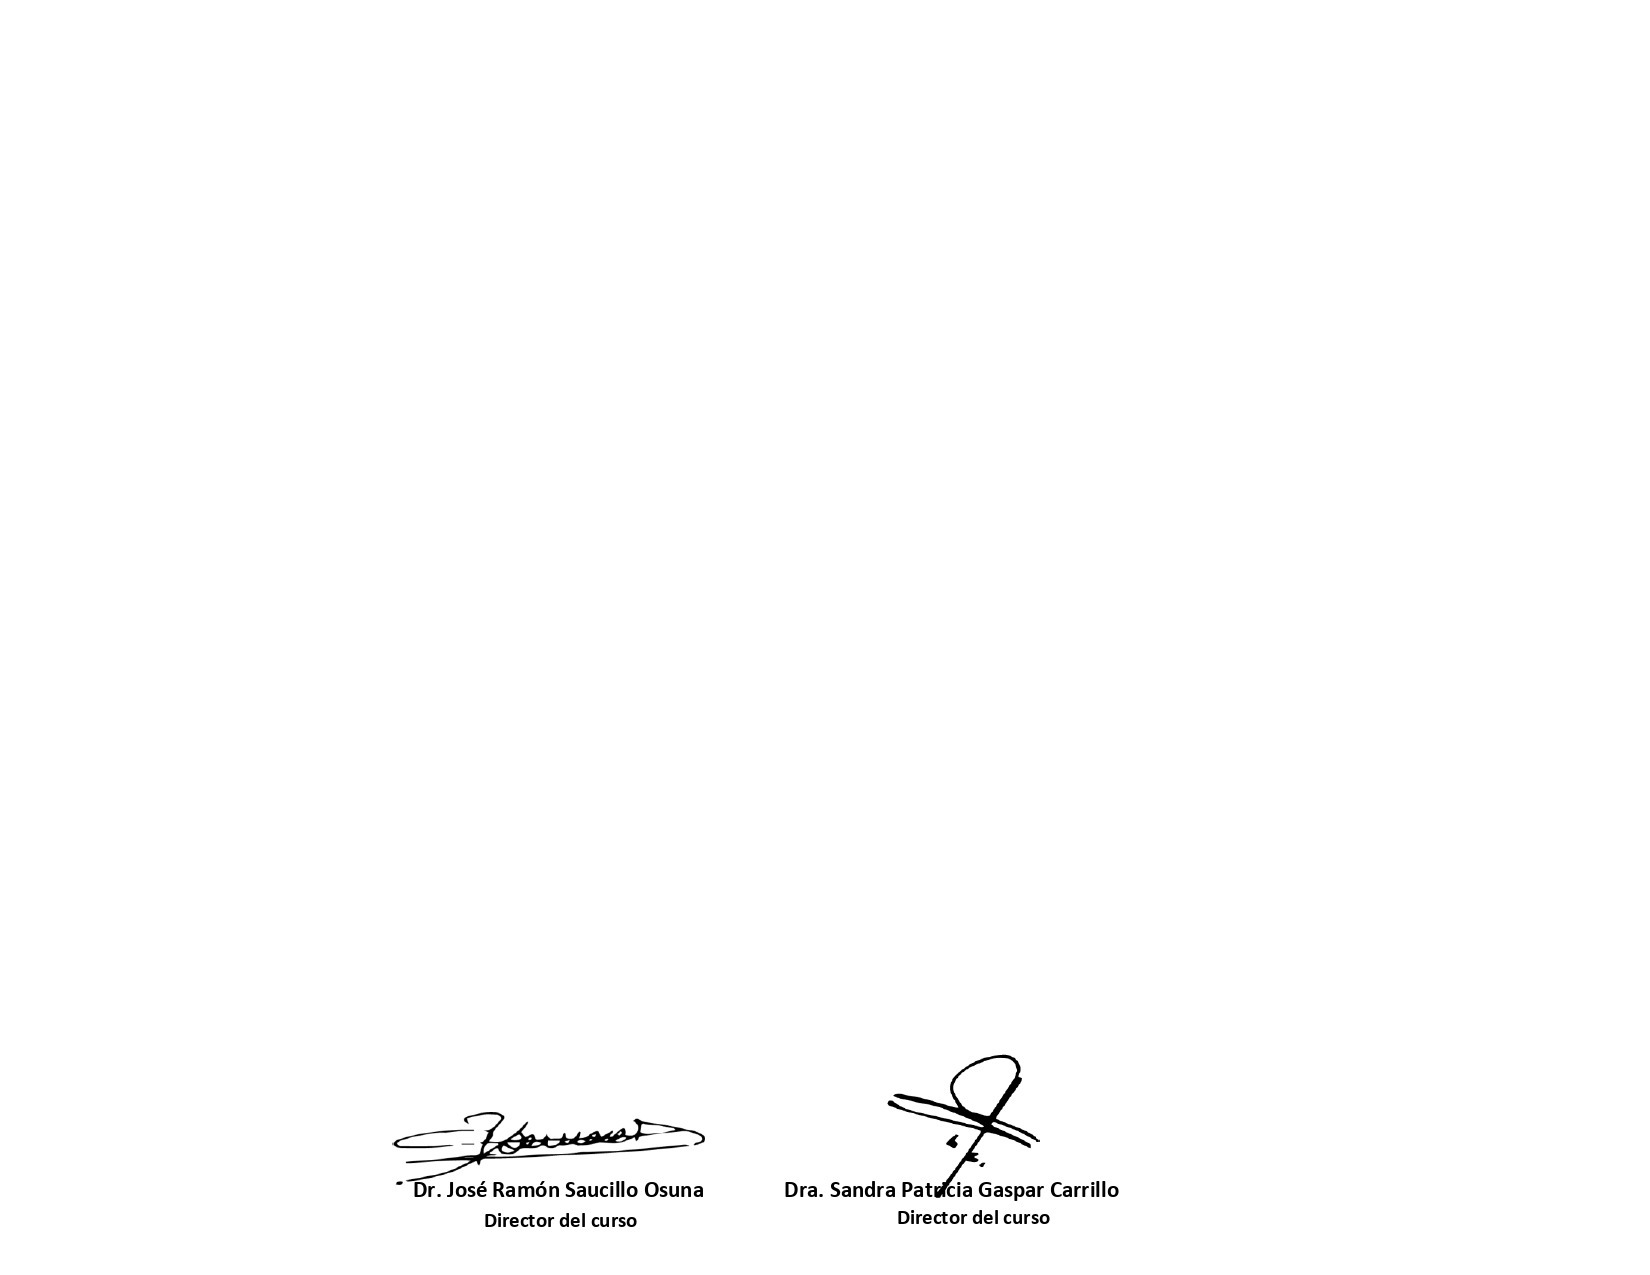 Dr. José Ramón Saucillo Osuna
Director del curso
Dra. Sandra Patricia Gaspar Carrillo
Director del curso